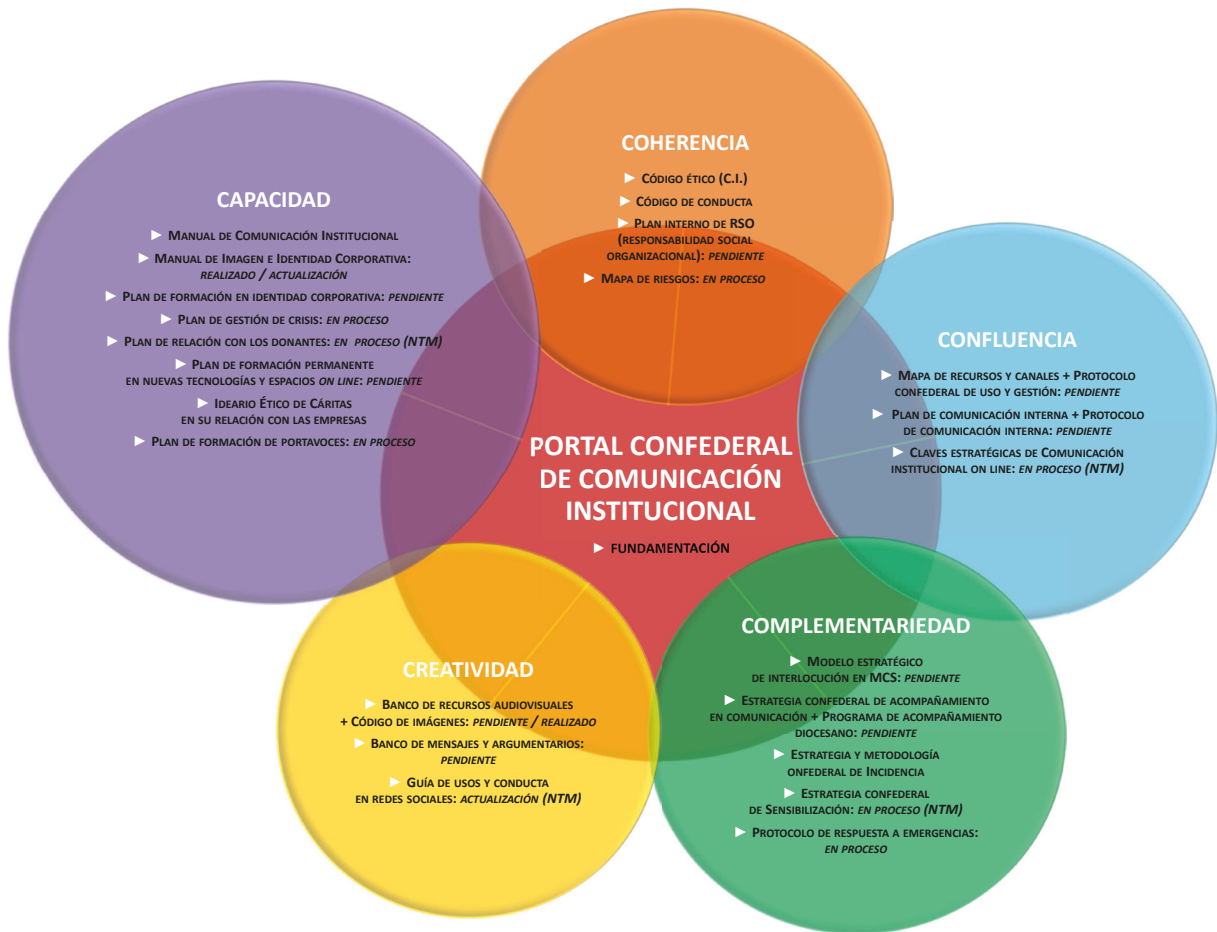 COHERENCIA
► Código ético (C.I.)
► Código de conducta
► Plan interno de RSO
(responsabilidad social
organizacional): pendiente
► Mapa de riesgos: en proceso
CAPACIDAD
► Manual de Comunicación Institucional
► Manual de Imagen e Identidad Corporativa:
realizado / actualización
► Plan de formación en identidad corporativa: pendiente
► Plan de gestión de crisis: en proceso
► Plan de relación con los donantes: en proceso (NTM)
► Plan de formación permanente
en nuevas tecnologías y espacios on line: pendiente
► Ideario Ético de Cáritas
en su relación con las empresas
► Plan de formación de portavoces: en proceso
CONFLUENCIA
► Mapa de recursos y canales + Protocolo
confederal de uso y gestión: pendiente
► Plan de comunicación interna + Protocolo
de comunicación interna: pendiente
► Claves estratégicas de Comunicación
institucional on line: en proceso (NTM)
PORTAL CONFEDERAL
DE COMUNICACIÓN
INSTITUCIONAL
► FUNDAMENTACIÓN
CREATIVIDAD
► Banco de recursos audiovisuales
+ Código de imágenes: pendiente / realizado
► Banco de mensajes y argumentarios:
pendiente
► Guía de usos y conducta
en redes sociales: actualización (NTM)
COMPLEMENTARIEDAD
► Modelo estratégico
de interlocución en MCS: pendiente
► Estrategia confederal de acompañamiento
en comunicación + Programa de acompañamiento
diocesano: pendiente
► Estrategia y metodología
onfederal de Incidencia
► Estrategia confederal
de Sensibilización: en proceso (NTM)
► Protocolo de respuesta a emergencias:
en proceso